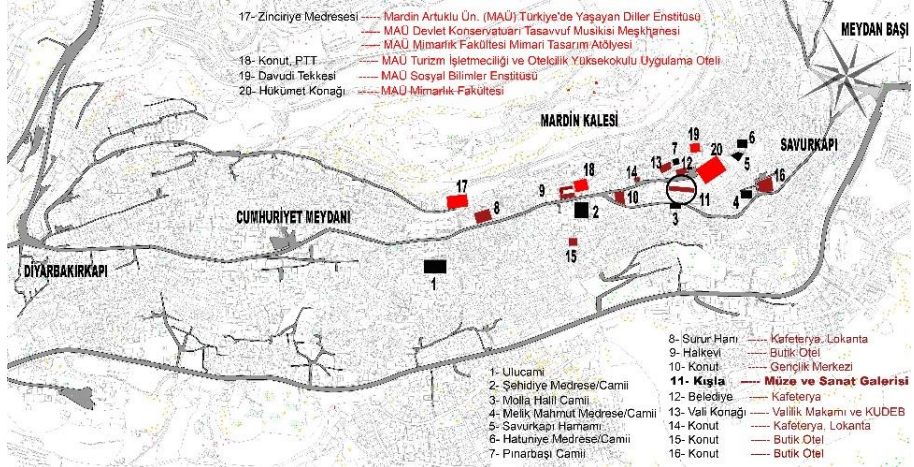 17- Zinciriye Medresesi ----- Mardin Artuklu Ün. (MAÜ) Türkiye'de Yaşayan Diller Enstitüsü
----- MAÜ Devlet Konservatuarı Tasavvuf Musikisi Meşkhanesi
----- MAÜ Mimarlık Fakültesi Mimari Tasarım Atölyesi
18- Konut, PTT ----- MAÜ Turizm İşletmeciliği ve Otelcilik Yüksekokulu Uygulama Oteli
19- Davudi Tekkesi ----- MAÜ Sosyal Bilimler Enstitüsü
20- Hükümet Konağı ----- MAÜ Mimarlık Fakültesi
MEYDAN BAŞI
MARDİN KALESİ
SAVURKAPI
6
19
7
5
20
13
12
18
14
16
17
9
10
11
4
8
2
3
CUMHURİYET MEYDANI
15
DİYARBAKIRKAPI
1
1- Ulucami
2- Şehidiye Medrese/Camii
3- Molla Halil Camii
4- Melik Mahmut Medrese/Camii
5- Savurkapı Hamamı
6- Hatuniye Medrese/Camii
7- Pınarbaşı Camii
8- Surur Hanı ----- Kafeterya, Lokanta
9- Halkevi ----- Butik Otel
10- Konut ----- Gençlik Merkezi
11- Kışla ----- Müze ve Sanat Galerisi
12- Belediye ----- Kafeterya
13- Vali Konağı ----- Valilik Makamı ve KUDEB
14- Konut ----- Kafeterya, Lokanta
15- Konut ----- Butik Otel
16- Konut ----- Butik Otel